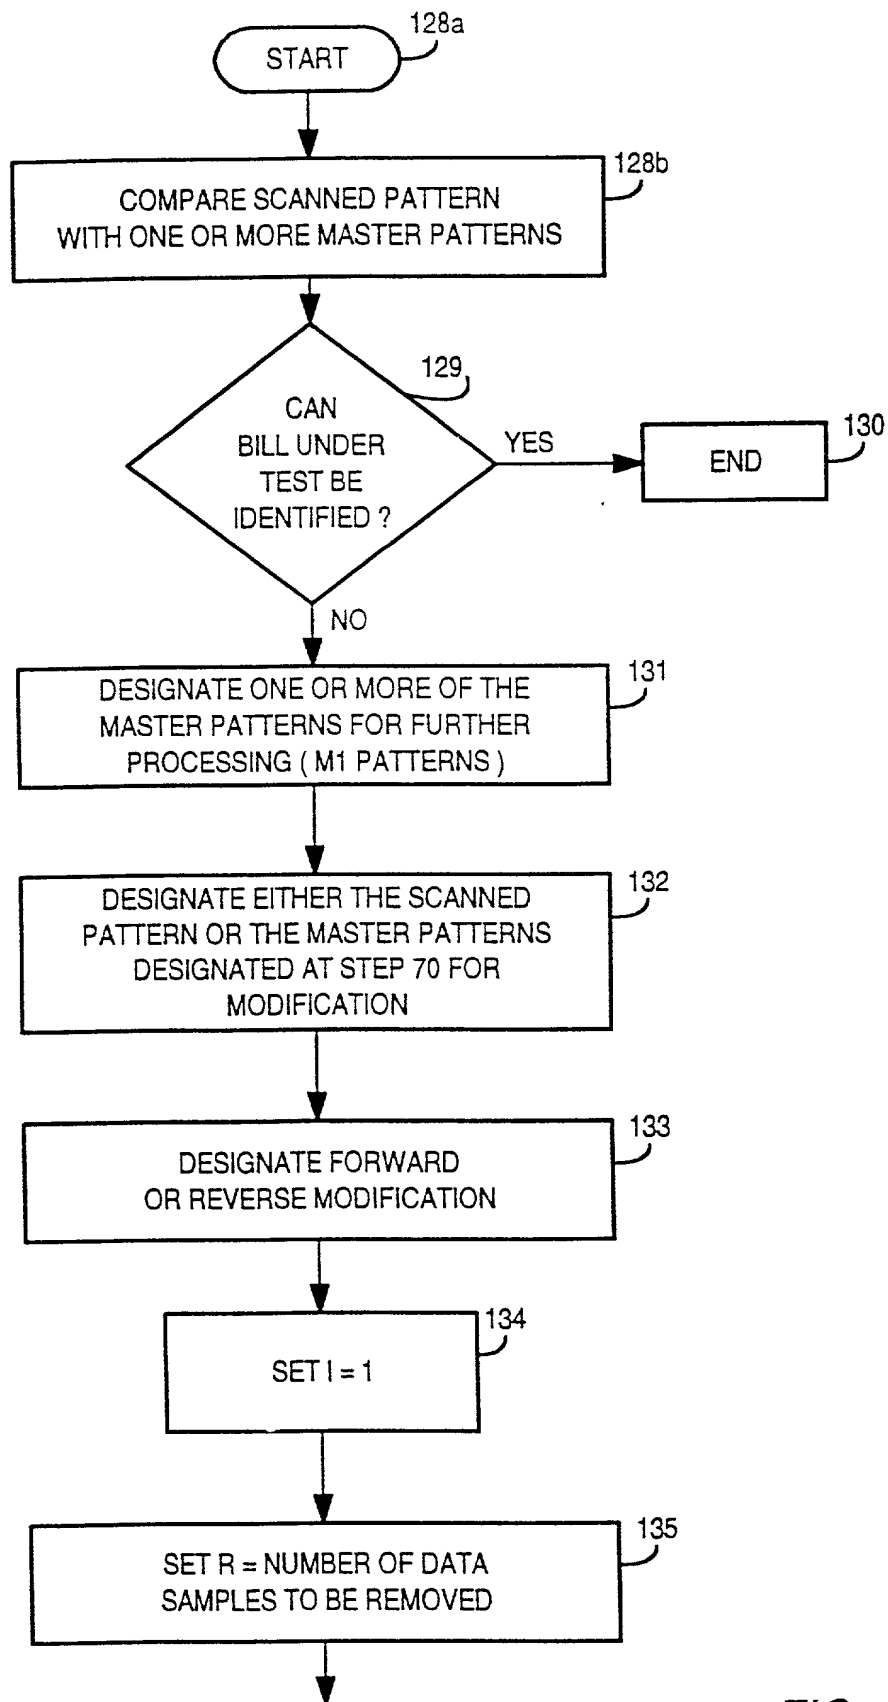 START
128a
COMPARE SCANNED PATTERN
WITH ONE OR MORE MASTER PATTERNS
128b
CAN
BILL UNDER
TEST BE
IDENTIFIED ?
129
YES
END
130
NO
DESIGNATE ONE OR MORE OF THE
MASTER PATTERNS FOR FURTHER
PROCESSING ( M1 PATTERNS )
131
DESIGNATE EITHER THE SCANNED
PATTERN OR THE MASTER PATTERNS
DESIGNATED AT STEP 70 FOR
MODIFICATION
132
DESIGNATE FORWARD
OR REVERSE MODIFICATION
133
SET I = 1
134
SET R = NUMBER OF DATA
SAMPLES TO BE REMOVED
135